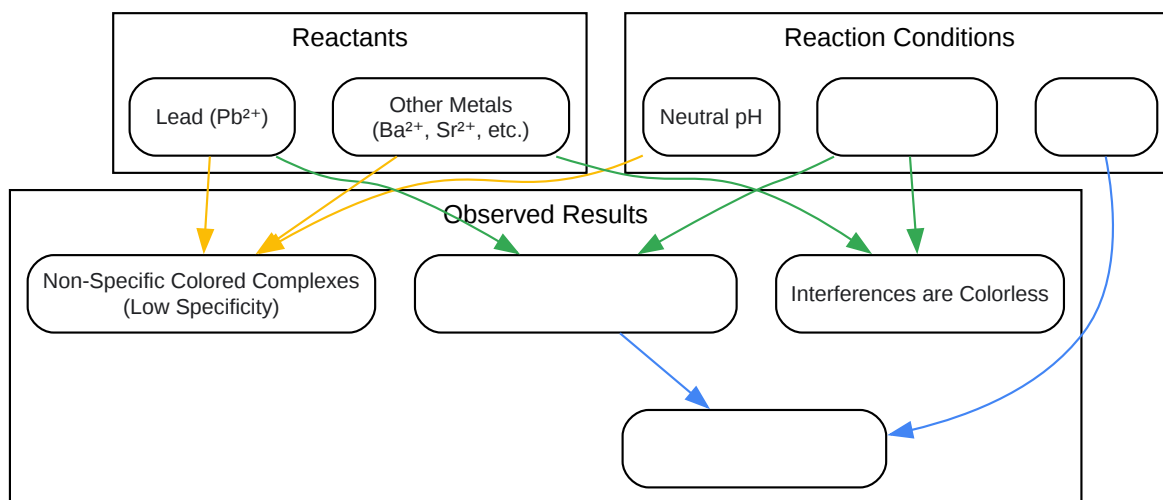 Reactants
Reaction Conditions
Lead (Pb²⁺)
Other Metals
(Ba²⁺, Sr²⁺, etc.)
Neutral pH
Observed Results
Non-Specific Colored Complexes
(Low Specificity)
Interferences are Colorless